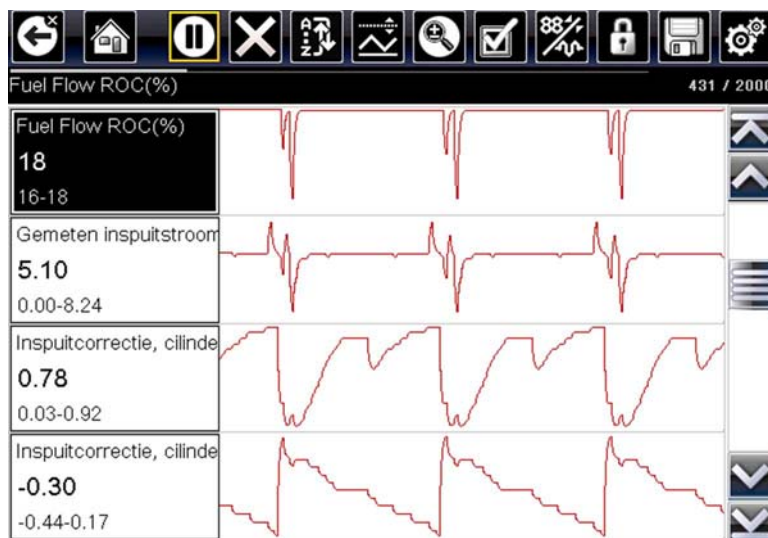 A
Z
88
Fuel Flow ROC(%)
431 / 2000
Fuel Flow ROC(%)
18
16-18
Gemeten inspuitstroom
5.10
0.00-8.24
Inspuitcorrectie, cilinde
0.78
0.03-0.92
Inspuitcorrectie, cilinde
-0.30
-0.44-0.17